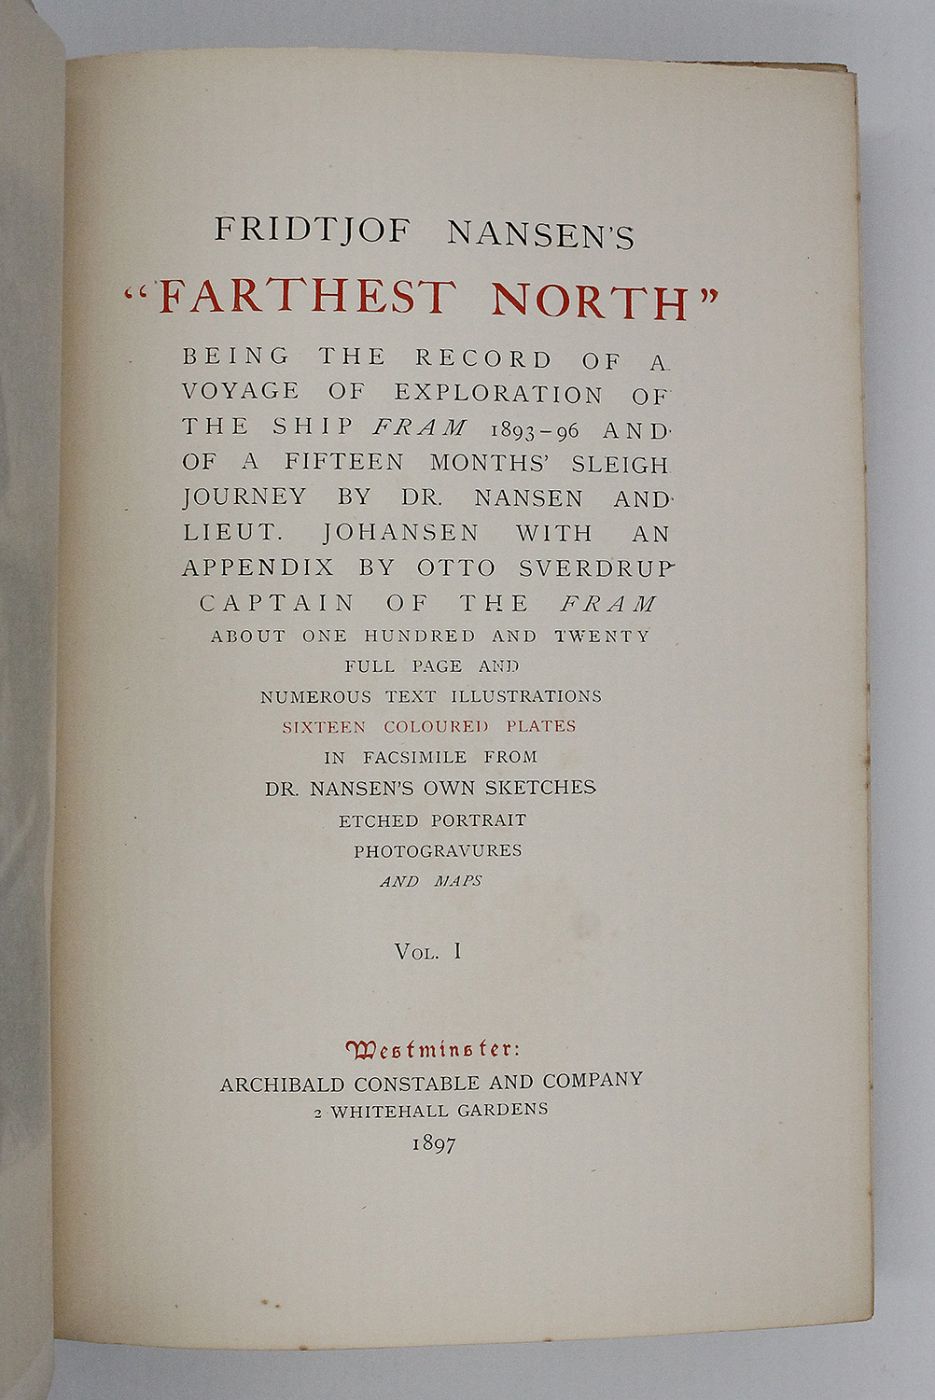 FRIDTJOF NANSEN'S
"FARTHEST NORTH"
BEING THE RECORD OF A
VOYAGE OF EXPLORATION OF
THE SHIP FRAM 1893-96 AND
OF A FIFTEEN MONTHS' SLEIGH
JOURNEY BY DR. NANSEN AND
LIEUT. JOHANSEN WITH AN
APPENDIX BY OTTO SVERDRUP
CAPTAIN OF THE FRAM
ABOUT ONE HUNDRED AND TWENTY
FULL PAGE AND
NUMEROUS TEXT ILLUSTRATIONS
SIXTEEN COLOURED PLATES
IN FACSIMILE FROM
DR. NANSEN'S OWN SKETCHES
ETCHED PORTRAIT
PHOTOGRAVURES
AND MAPS
VOL. I
Westminster:
ARCHIBALD CONSTABLE AND COMPANY
2 WHITEHALL GARDENS
1897